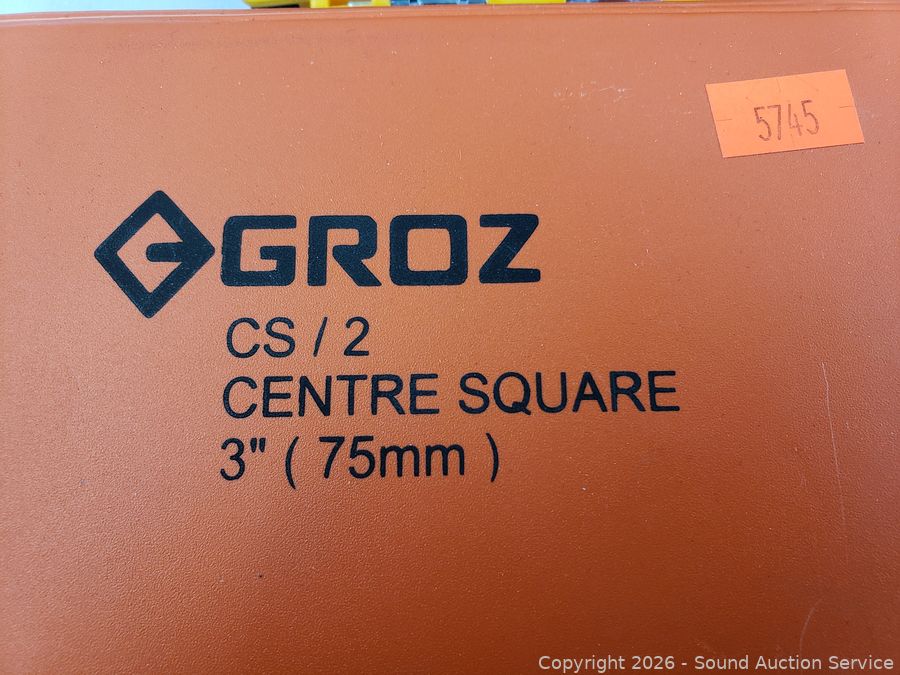 5745
GROZ
CS / 2
CENTRE SQUARE
3" ( 75mm )
Copyright © 2026 - Sound Auction Service